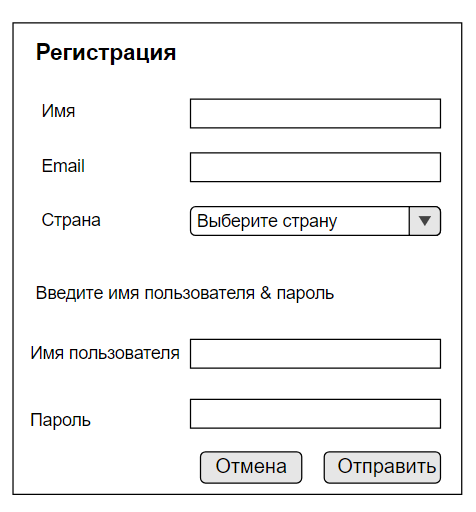 Регистрация
Имя
Email
Страна Выберите страну
Введите имя пользователя & пароль
Имя пользователя
Пароль
Отмена Отправить